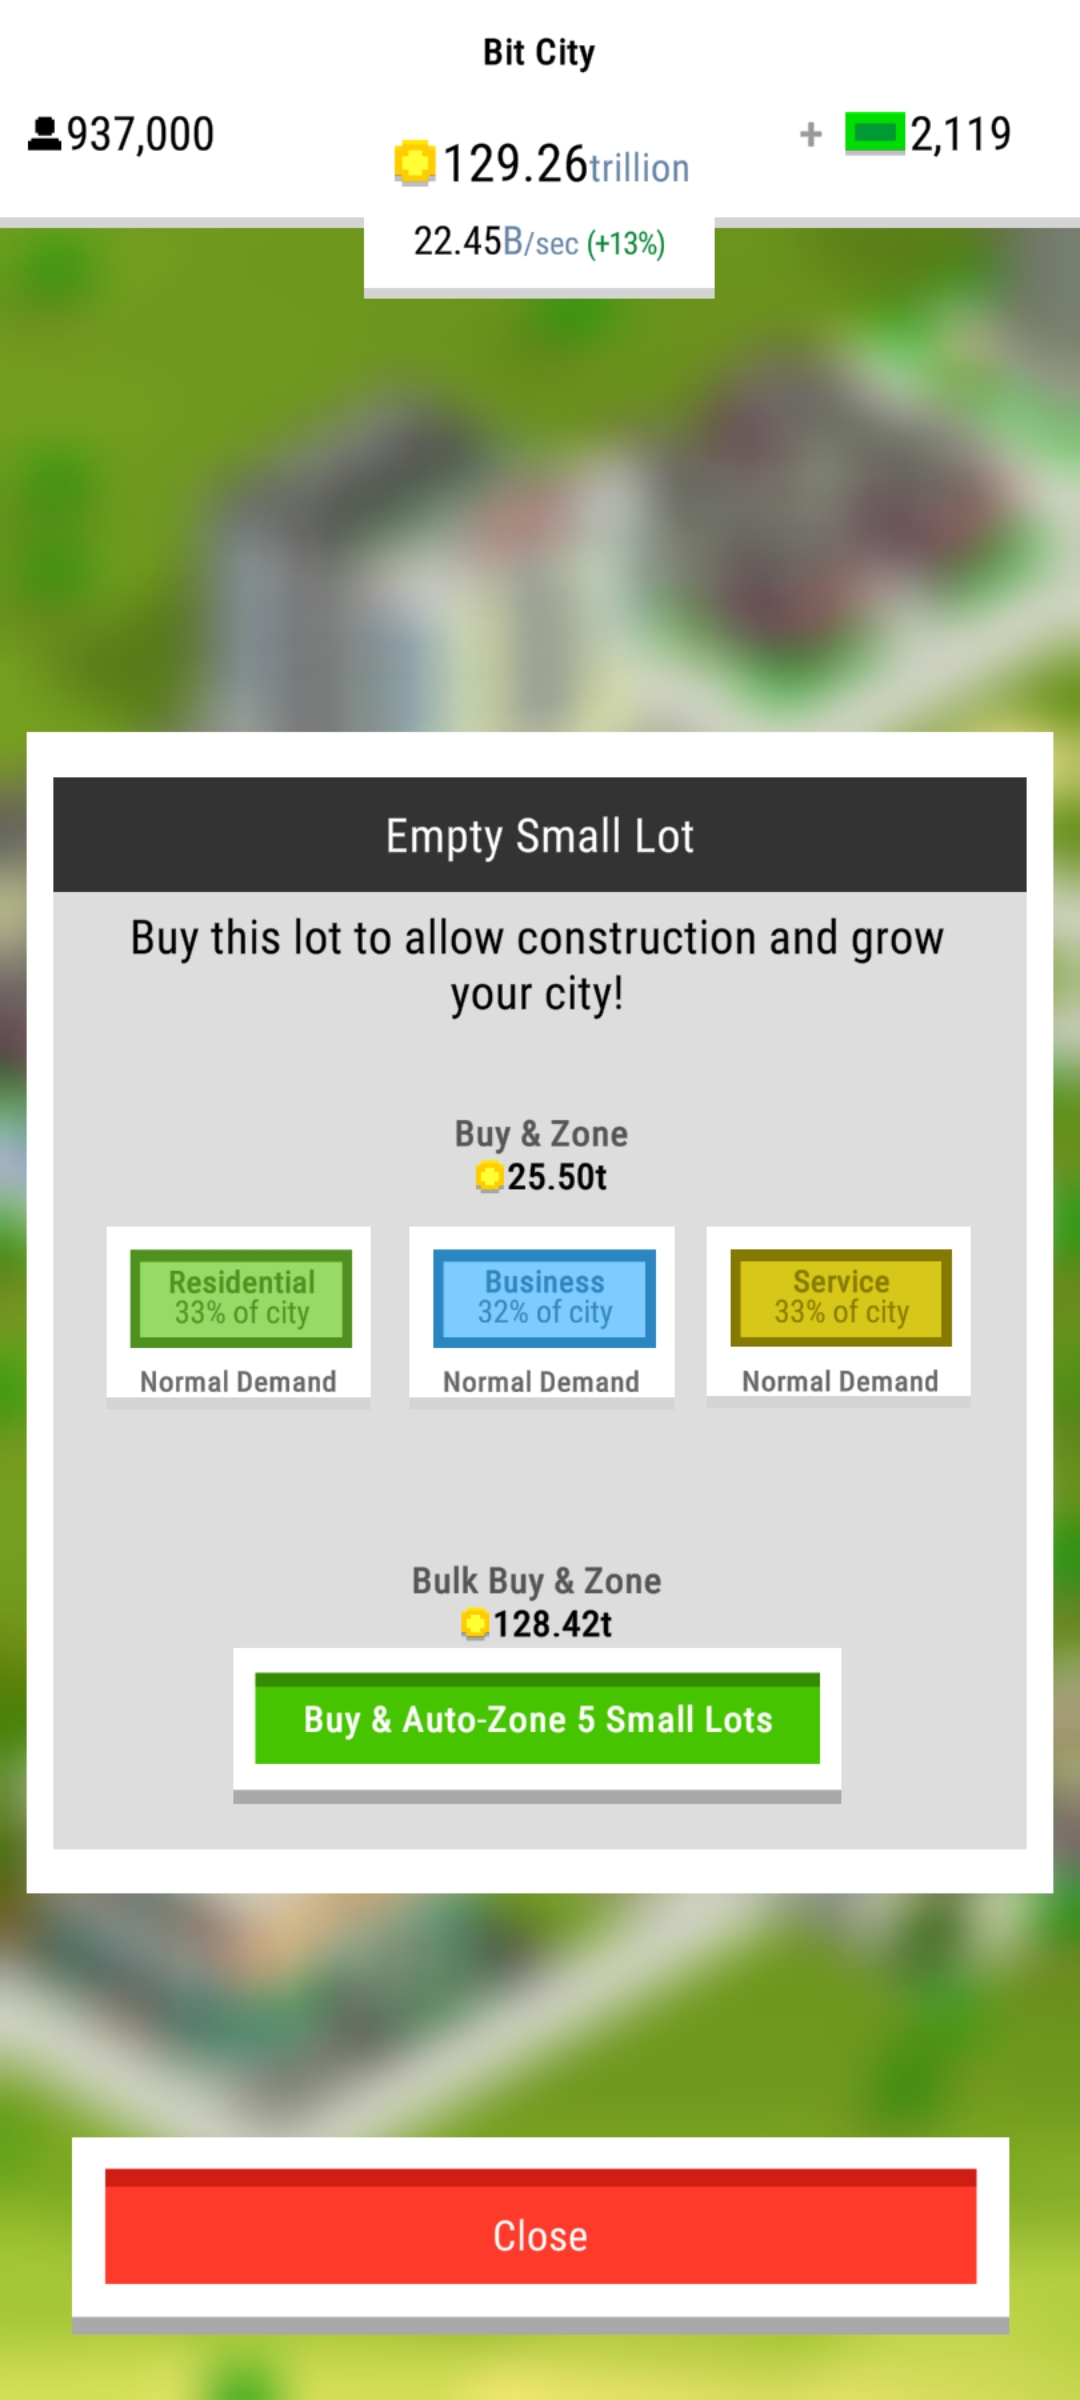 Bit City
937,000
129.26trillion
+ 2,119
22.45B/sec (+13%)
Empty Small Lot
Buy this lot to allow construction and grow
your city!
Buy & Zone
25.50t
Residential
33% of city
Normal Demand
Business
32% of city
Normal Demand
Service
33% of city
Normal Demand
Bulk Buy & Zone
128.42t
Buy & Auto-Zone 5 Small Lots
Close